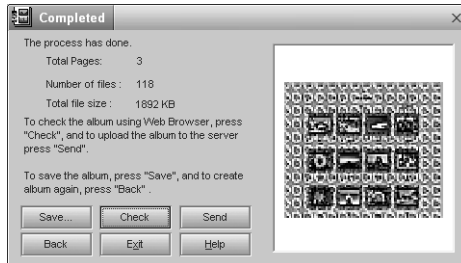 Completed
The process has done.
Total Pages: 3
Number of files : 118
Total file size : 1892 KB
To check the album using Web Browser, press
"Check", and to upload the album to the server
press "Send".
To save the album, press "Save", and to create
album again, press "Back" .
Save... Check Send
Back Exit Help